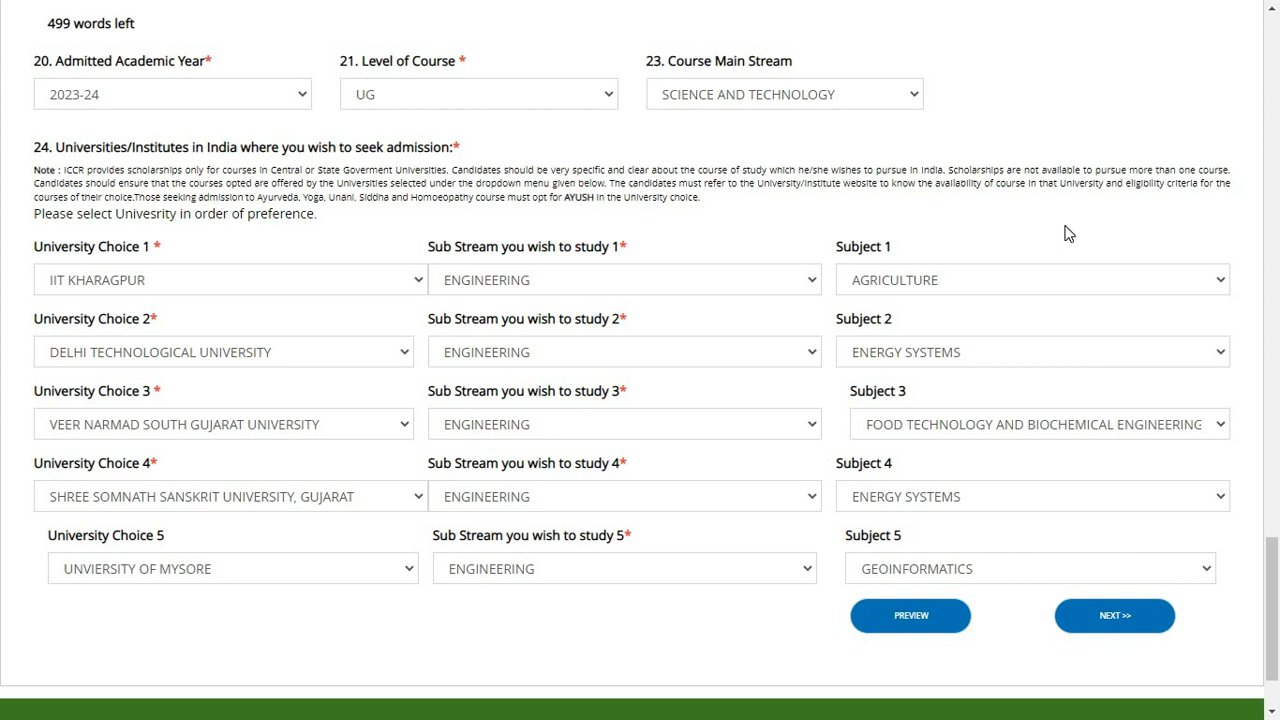 499 words left
20. Admitted Academic Year* 21. Level of Course * 23. Course Main Stream
2023-24 UG SCIENCE AND TECHNOLOGY
24. Universities/Institutes in India where you wish to seek admission:*
Note : ICCR provides scholarships only for courses in Central or State Goverment Universities. Candidates should be very specific and clear about the course of study which he/she wishes to pursue in India. Scholarships are not available to pursue more than one course.
Candidates should ensure that the courses opted are offered by the Universities selected under the dropdown menu given below. The candidates must refer to the University/Institute website to know the availability of course in that University and eligibility criteria for the
courses of their choice.Those seeking admission to Ayurveda, Yoga, Unani, Siddha and Homoeopathy course must opt for AYUSH in the University choice.
Please select Univesrity in order of preference.
University Choice 1 * Sub Stream you wish to study 1* Subject 1
IIT KHARAGPUR ENGINEERING AGRICULTURE
University Choice 2* Sub Stream you wish to study 2* Subject 2
DELHI TECHNOLOGICAL UNIVERSITY ENGINEERING ENERGY SYSTEMS
University Choice 3 * Sub Stream you wish to study 3* Subject 3
VEER NARMAD SOUTH GUJARAT UNIVERSITY ENGINEERING FOOD TECHNOLOGY AND BIOCHEMICAL ENGINEERING
University Choice 4* Sub Stream you wish to study 4* Subject 4
SHREE SOMNATH SANSKRIT UNIVERSITY, GUJARAT ENGINEERING ENERGY SYSTEMS
University Choice 5 Sub Stream you wish to study 5* Subject 5
UNVIERSITY OF MYSORE ENGINEERING GEOINFORMATICS
PREVIEW NEXT >>